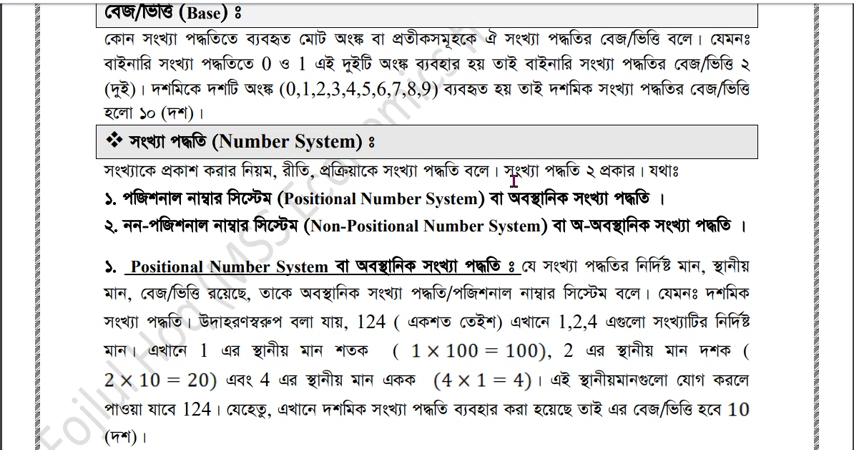 বেজ/ভিত্তি (Base) ঃ
কোন সংখ্যা পদ্ধতিতে ব্যবহৃত মোট অংঙ্ক বা প্রতীকসমূহকে ঐ সংখ্যা পদ্ধতির বেজ/ভিত্তি বলে। যেমনঃ
বাইনারি সংখ্যা পদ্ধতিতে 0 ও 1 এই দুইটি অংঙ্ক ব্যবহার হয় তাই বাইনারি সংখ্যা পদ্ধতির বেজ/ভিত্তি ২
(দুই)। দশমিকে দশটি অংঙ্ক (0,1,2,3,4,5,6,7,8,9) ব্যবহৃত হয় তাই দশমিক সংখ্যা পদ্ধতির বেজ/ভিত্তি
হলো ১০ (দশ)।
❖ সংখ্যা পদ্ধতি (Number System) ঃ
সংখ্যাকে প্রকাশ করার নিয়ম, রীতি, প্রক্রিয়াকে সংখ্যা পদ্ধতি বলে। সংখ্যা পদ্ধতি ২ প্রকার। যথাঃ
১. পজিশনাল নাম্বার সিস্টেম (Positional Number System) বা অবস্থানিক সংখ্যা পদ্ধতি ।
২. নন-পজিশনাল নাম্বার সিস্টেম (Non-Positional Number System) বা অ-অবস্থানিক সংখ্যা পদ্ধতি ।
১. Positional Number System বা অবস্থানিক সংখ্যা পদ্ধতি ঃ যে সংখ্যা পদ্ধতির নির্দিষ্ট মান, স্থানীয়
মান, বেজ/ভিত্তি রয়েছে, তাকে অবস্থানিক সংখ্যা পদ্ধতি/পজিশনাল নাম্বার সিস্টেম বলে। যেমনঃ দশমিক
সংখ্যা পদ্ধতি। উদাহরণস্বরুপ বলা যায়, 124 ( একশত তেইশ) এখানে 1,2,4 এগুলো সংখ্যাটির নির্দিষ্ট
মান। এখানে 1 এর স্থানীয় মান শতক ( 1 × 100 = 100), 2 এর স্থানীয় মান দশক (
2 × 10 = 20) এবং 4 এর স্থানীয় মান একক (4 × 1 = 4)। এই স্থানীয়মানগুলো যোগ করলে
পাওয়া যাবে 124। যেহেতু, এখানে দশমিক সংখ্যা পদ্ধতি ব্যবহার করা হয়েছে তাই এর বেজ/ভিত্তি হবে 10
(দশ)।
Fojlul Hoq (MSS Economics